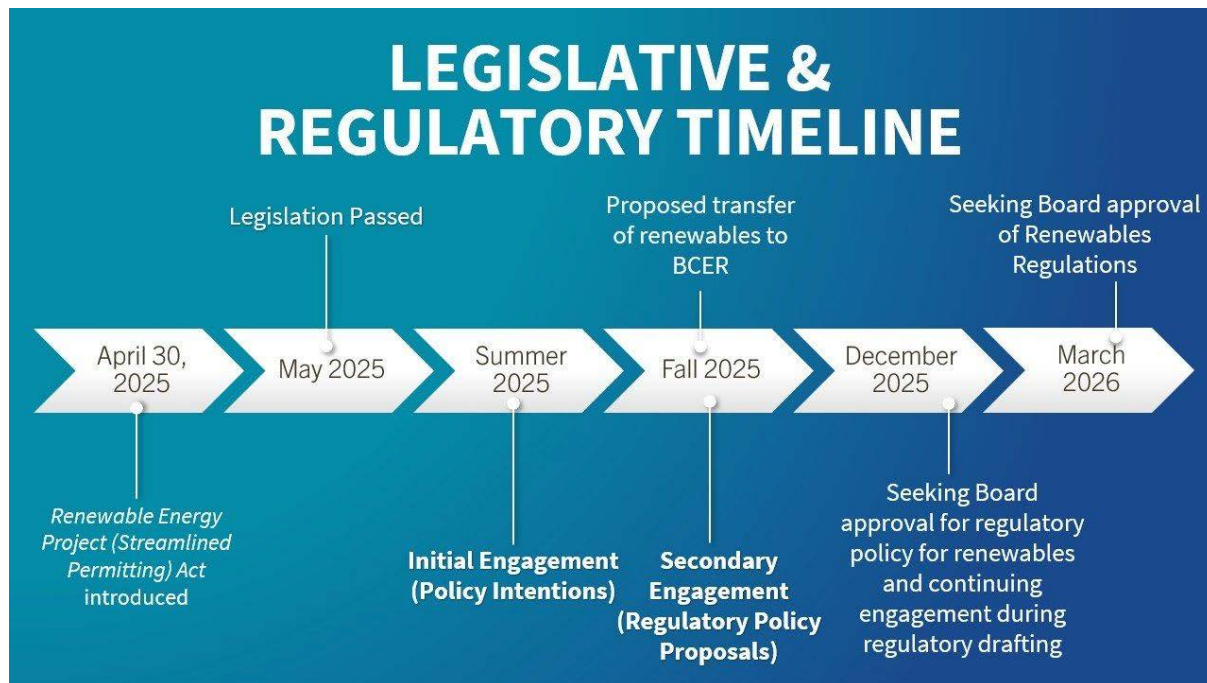 LEGISLATIVE &
REGULATORY TIMELINE
Legislation Passed
Proposed transfer
of renewables to
BCER
Seeking Board approval
of Renewables
Regulations
April 30,
2025
May 2025
Summer
2025
Fall 2025
December
2025
March
2026
Renewable Energy
Project (Streamlined
Permitting) Act
introduced
Initial Engagement
(Policy Intentions)
Secondary
Engagement
(Regulatory Policy
Proposals)
Seeking Board
approval for regulatory
policy for renewables
and continuing
engagement during
regulatory drafting